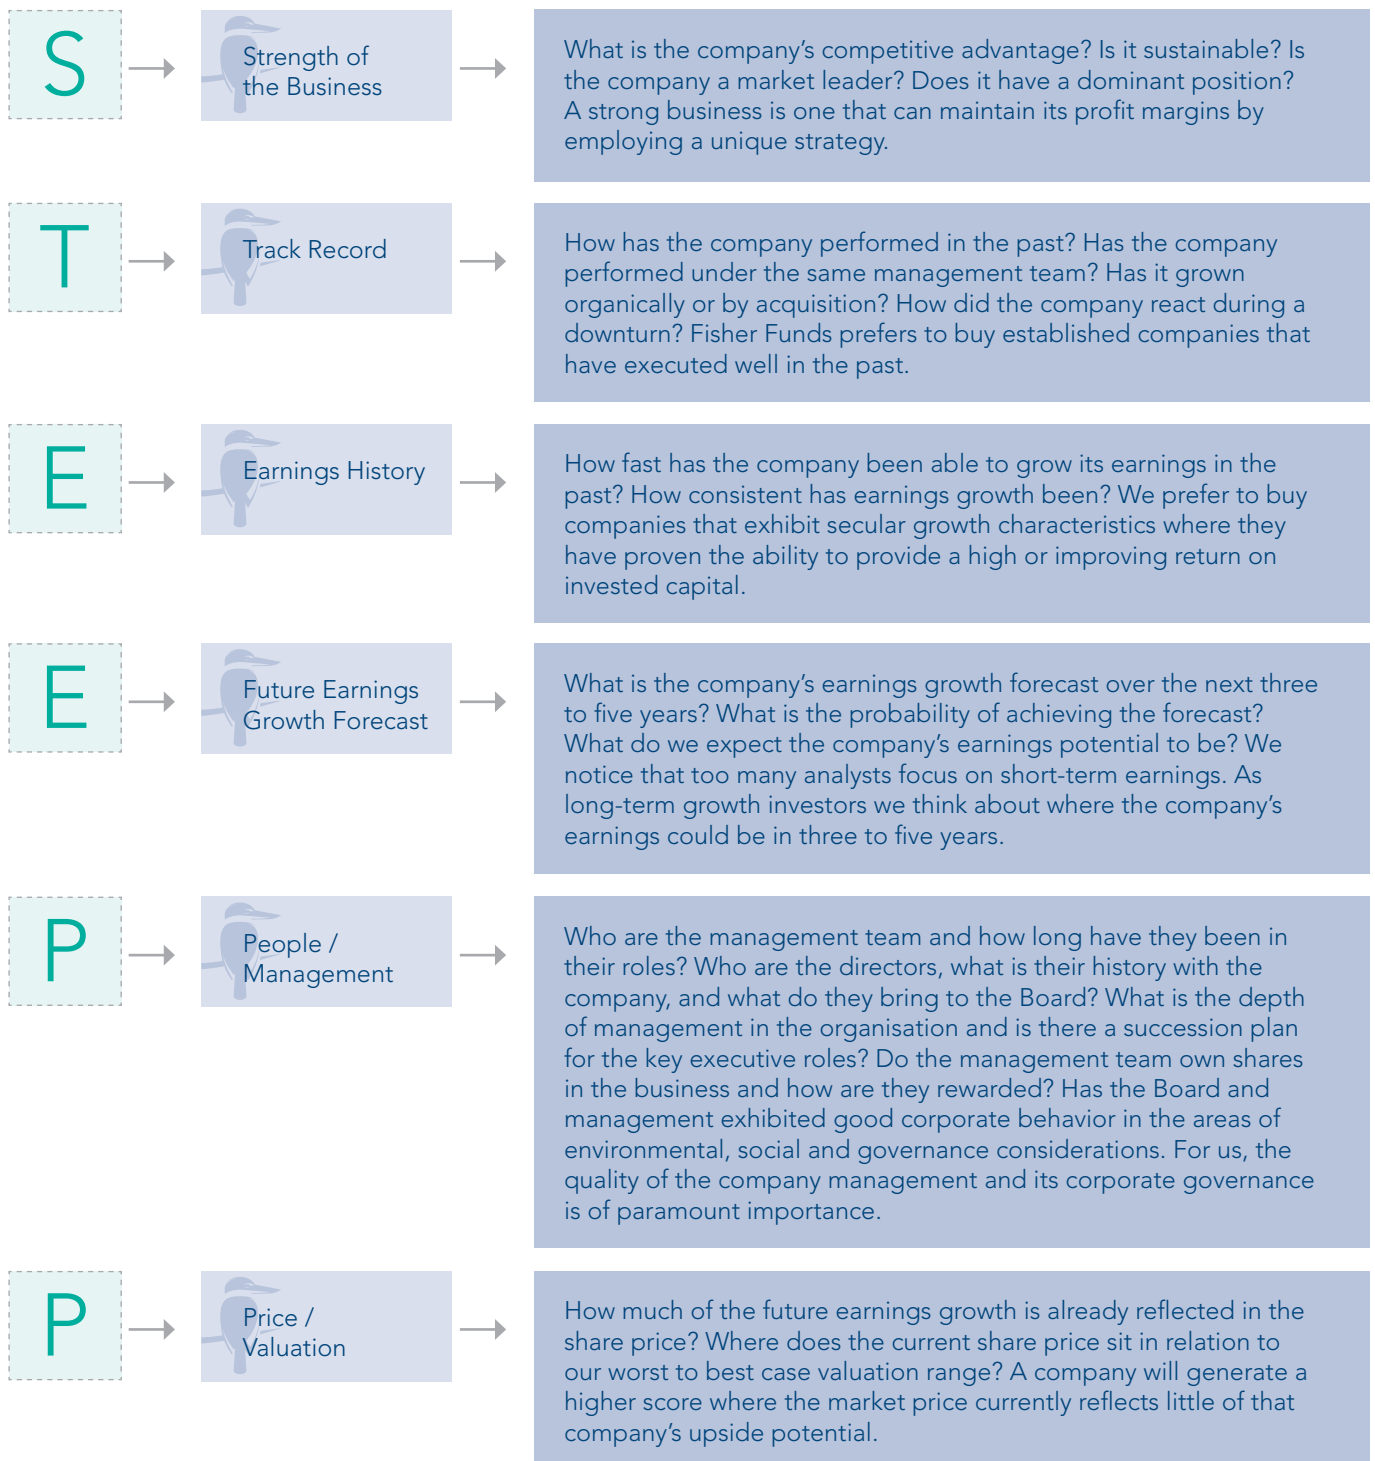 S
Strength of
the Business
What is the company’s competitive advantage? Is it sustainable? Is
the company a market leader? Does it have a dominant position?
A strong business is one that can maintain its profit margins by
employing a unique strategy.
T
Track Record
How has the company performed in the past? Has the company
performed under the same management team? Has it grown
organically or by acquisition? How did the company react during a
downturn? Fisher Funds prefers to buy established companies that
have executed well in the past.
E
Earnings History
How fast has the company been able to grow its earnings in the
past? How consistent has earnings growth been? We prefer to buy
companies that exhibit secular growth characteristics where they
have proven the ability to provide a high or improving return on
invested capital.
E
Future Earnings
Growth Forecast
What is the company’s earnings growth forecast over the next three
to five years? What is the probability of achieving the forecast?
What do we expect the company’s earnings potential to be? We
notice that too many analysts focus on short-term earnings. As
long-term growth investors we think about where the company’s
earnings could be in three to five years.
P
People /
Management
Who are the management team and how long have they been in
their roles? Who are the directors, what is their history with the
company, and what do they bring to the Board? What is the depth
of management in the organisation and is there a succession plan
for the key executive roles? Do the management team own shares
in the business and how are they rewarded? Has the Board and
management exhibited good corporate behavior in the areas of
environmental, social and governance considerations. For us, the
quality of the company management and its corporate governance
is of paramount importance.
P
Price /
Valuation
How much of the future earnings growth is already reflected in the
share price? Where does the current share price sit in relation to
our worst to best case valuation range? A company will generate a
higher score where the market price currently reflects little of that
company’s upside potential.